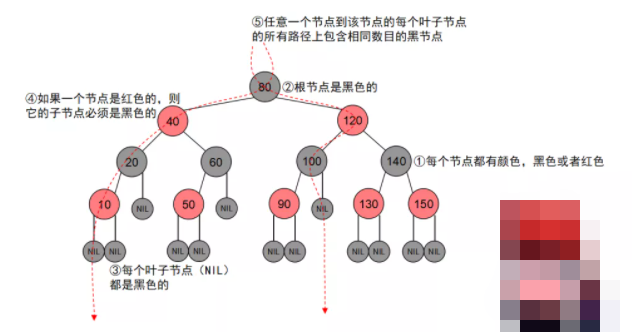 ⑤任意一个节点到该节点的每个叶子节点
的所有路径上包含相同数目的黑节点
80
②根节点是黑色的
④如果一个节点是红色的，则
它的子节点必须是黑色的
40
120
20
60
100
140
①每个节点都有颜色，黑色或者红色
10
NIL
50
NIL
90
NIL
130
150
NIL
NIL
NIL
NIL
NIL
NIL
NIL
NIL
NIL
NIL
③每个叶子节点（NIL）
都是黑色的